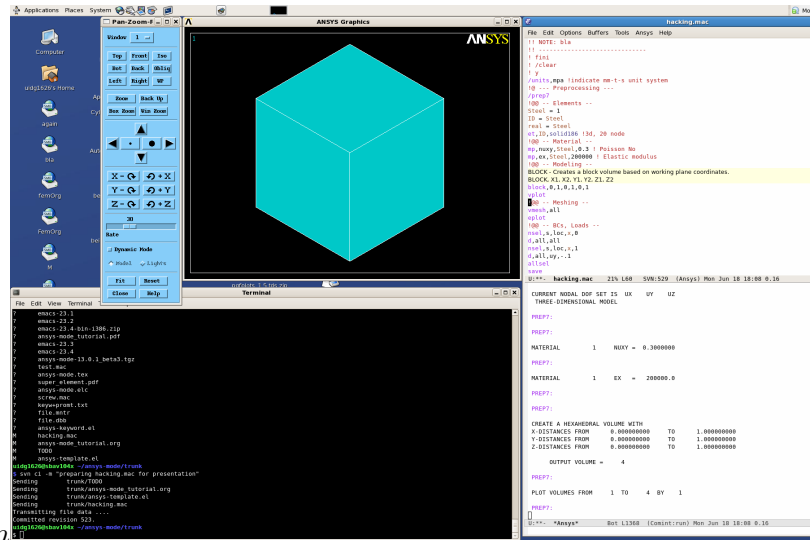 Applications Places System
Mo
Computer
uidg1626's Home
again
bla
femOrg
FemOrg
M
Pan-Zoom-R
Window 1
Top Front Iso
Bot Back Obliq
Left Right WP
Zoom Back Up
Box Zoom Win Zoom
X- X+
Y- Y+
Z- Z+
30
Rate
Dynamic Mode
Model Lights
Fit Reset
Close Help
ANSYS Graphics
1
ANSYS
hacking.mac
File Edit Options Buffers Tools Ansys Help
!! NOTE: bla
!! ------------------------------
! fini
! /clear
! y
/units,mpa !indicate mm-t-s unit system
!@ --- Preprocessing ---
/prep7
!@@ -- Elements --
Steel = 1
ID = Steel
real = Steel
et,ID,solid186 !3d, 20 node
!@@ -- Material --
mp,nuxy,Steel,0.3 ! Poisson No
mp,ex,Steel,200000 ! Elastic modulus
!@@ -- Modeling --
BLOCK - Creates a block volume based on working plane coordinates.
BLOCK, X1, X2, Y1, Y2, Z1, Z2
block,0,1,0,1,0,1
vplot
!@@ -- Meshing --
vmesh,all
eplot
!@@ -- BCs, Loads --
nsel,s,loc,x,0
d,all,all
nsel,s,loc,x,1
d,all,uy,-.1
allsel
save
U:**- hacking.mac 21% L60 SVN:529 (Ansys) Mon Jun 18 18:08 0.16
CURRENT NODAL DOF SET IS UX UY UZ
THREE-DIMENSIONAL MODEL
PREP7:
MATERIAL 1 NUXY = 0.3000000
PREP7:
MATERIAL 1 EX = 200000.0
PREP7:
PREP7:
CREATE A HEXAHEDRAL VOLUME WITH
X-DISTANCES FROM 0.000000000 TO 1.000000000
Y-DISTANCES FROM 0.000000000 TO 1.000000000
Z-DISTANCES FROM 0.000000000 TO 1.000000000
OUTPUT VOLUME = 4
PREP7:
PLOT VOLUMES FROM 1 TO 4 BY 1
PREP7:
U:**- *Ansys* Bot L1368 (Comint:run) Mon Jun 18 18:08 0.16
Terminal
File Edit View Terminal
? emacs-23.1
? emacs-23.2
? emacs-23.4-bin-i386.zip
? ansys-mode_tutorial.pdf
? emacs-23.3
? emacs-23.4
? ansys-mode-13.0.1_beta3.tgz
? test.mac
? ansys-mode.tex
? super_element.pdf
? ansys-mode.elc
? screw.mac
? keyw+promt.txt
? file.mntr
? file.dbb
? ansys-keyword.el
M hacking.mac
M ansys-mode_tutorial.org
M TODO
M ansys-template.el
uidg1626@sbav104x ~/ansys-mode/trunk
$ svn ci -m "preparing hacking.mac for presentation"
Sending trunk/TODO
Sending trunk/ansys-mode_tutorial.org
Sending trunk/ansys-template.el
Sending trunk/hacking.mac
Transmitting file data ....
Committed revision 523.
uidg1626@sbav104x ~/ansys-mode/trunk
$